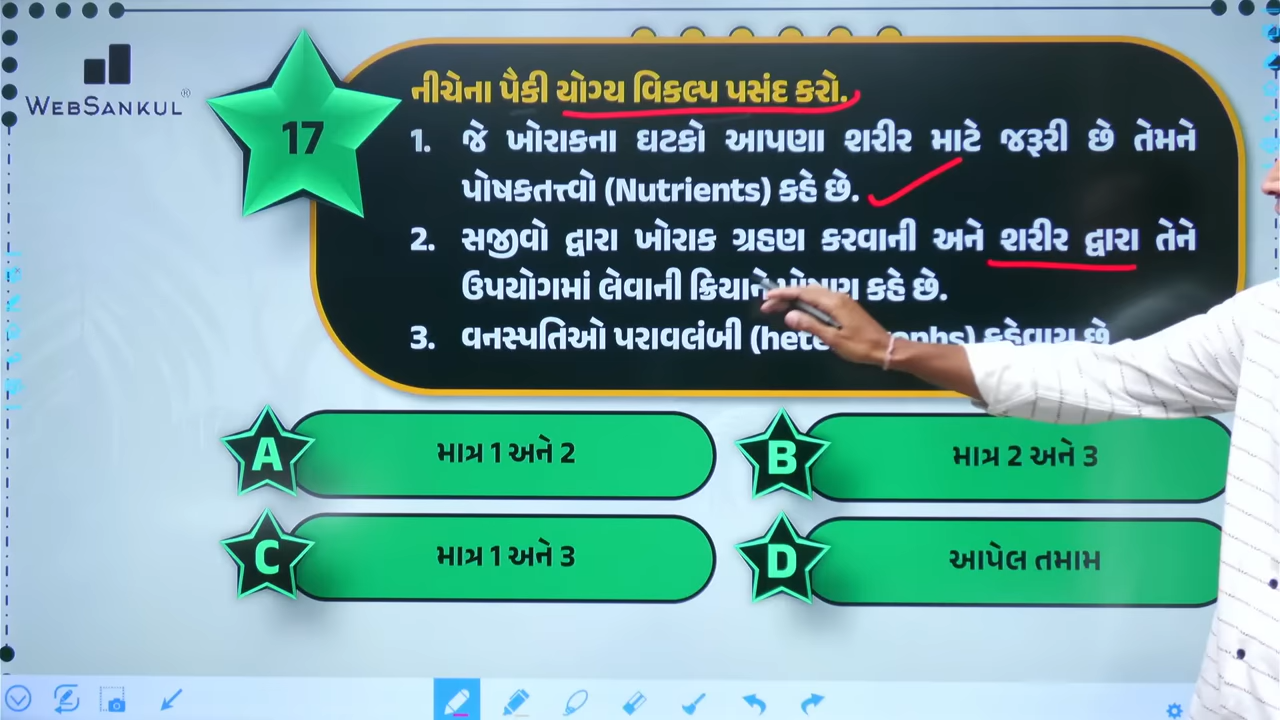 WEBSANKUL®
17
નીચેના પૈકી યોગ્ય વિકલ્પ પસંદ કરો.
1. જે ખોરાકના ઘટકો આપણા શરીર માટે જરૂરી છે તેમને
પોષકતત્ત્વો (Nutrients) કહે છે.
2. સજીવો દ્વારા ખોરાક ગ્રહણ કરવાની અને શરીર દ્વારા તેને
ઉપયોગમાં લેવાની ક્રિયાને કહે છે.
3. વનસ્પતિઓ પરાવલંબી કહેવાય છે
A માત્ર 1 અને 2
B માત્ર 2 અને 3
C માત્ર 1 અને 3
D આપેલ તમામ